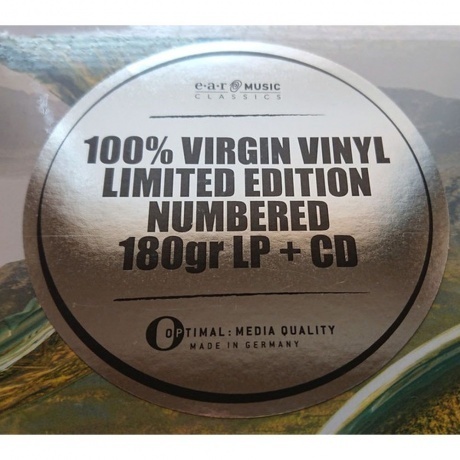 e·a·r MUSIC
CLASSICS
100% VIRGIN VINYL
LIMITED EDITION
NUMBERED
180gr LP + CD
OPTIMAL: MEDIA QUALITY
MADE IN GERMANY